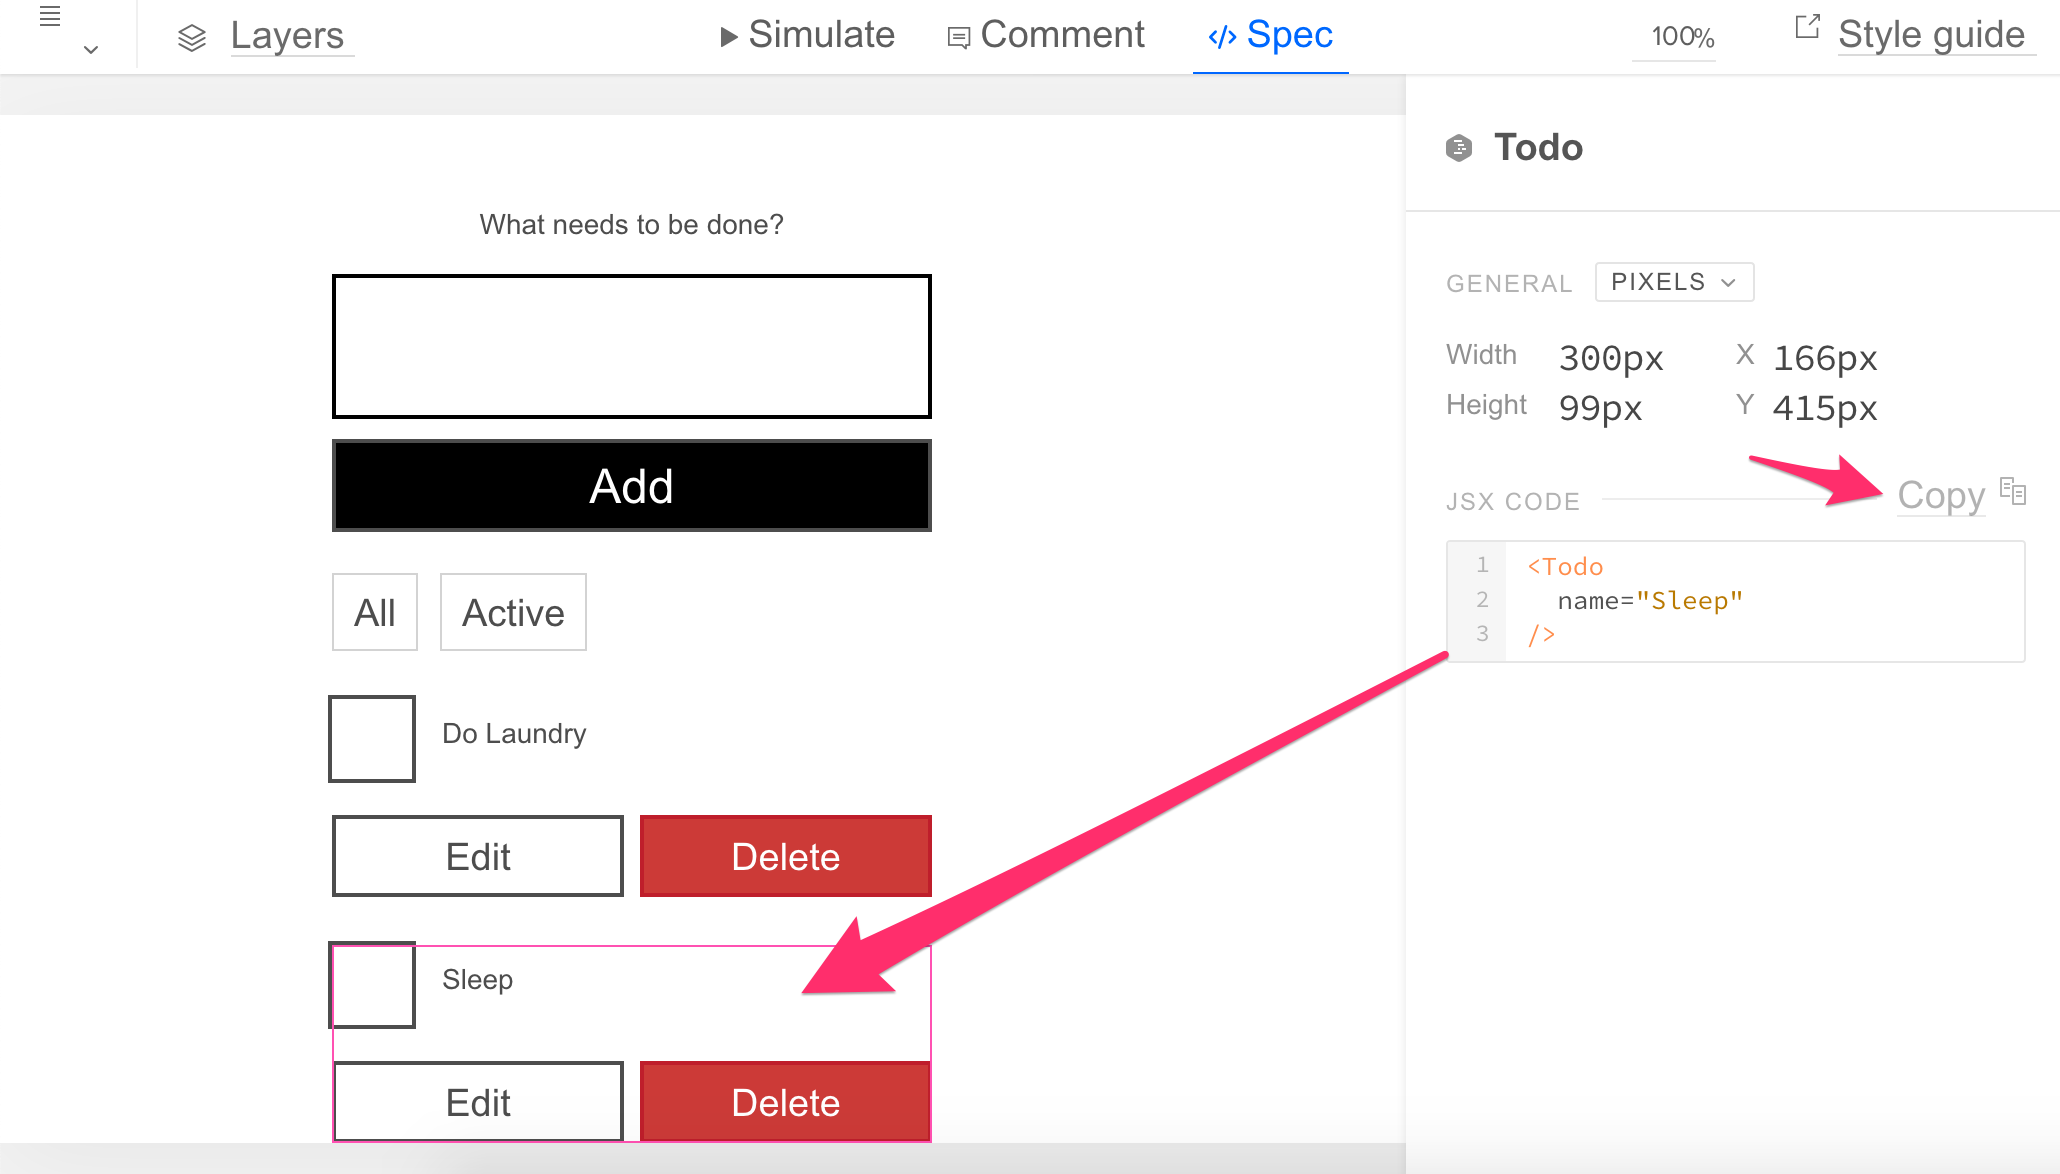 Layers
Simulate
Comment
</> Spec
100%
Style guide
What needs to be done?
Add
All
Active
Do Laundry
Edit
Delete
Sleep
Edit
Delete
Todo
GENERAL
PIXELS
Width 300px X 166px
Height 99px Y 415px
JSX CODE
Copy
1 <Todo
2 name="Sleep"
3 />